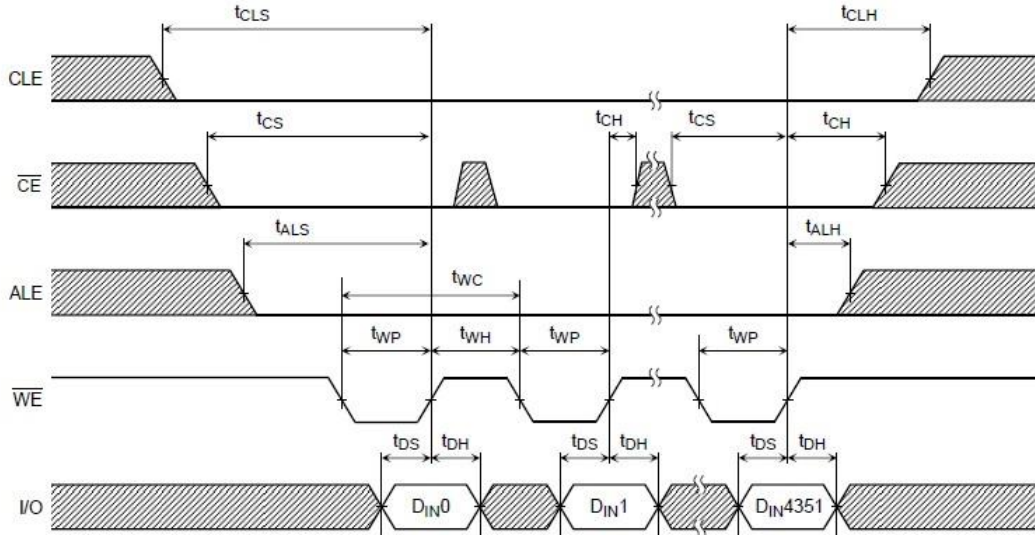 tCLS tCLH
CLE
tCS tCH tCS tCH
CE
tALS tALH
ALE
tWC
tWP tWH tWP tWP
WE
tDS tDH tDS tDH tDS tDH
I/O DIN0 DIN1 DIN4351